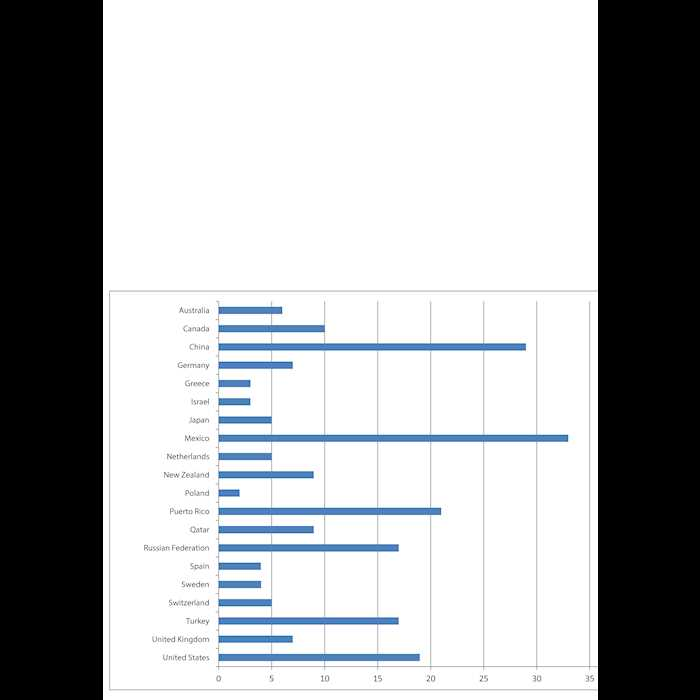 Australia
Canada
China
Germany
Greece
Israel
Japan
Mexico
Netherlands
New Zealand
Poland
Puerto Rico
Qatar
Russian Federation
Spain
Sweden
Switzerland
Turkey
United Kingdom
United States
0 5 10 15 20 25 30 35